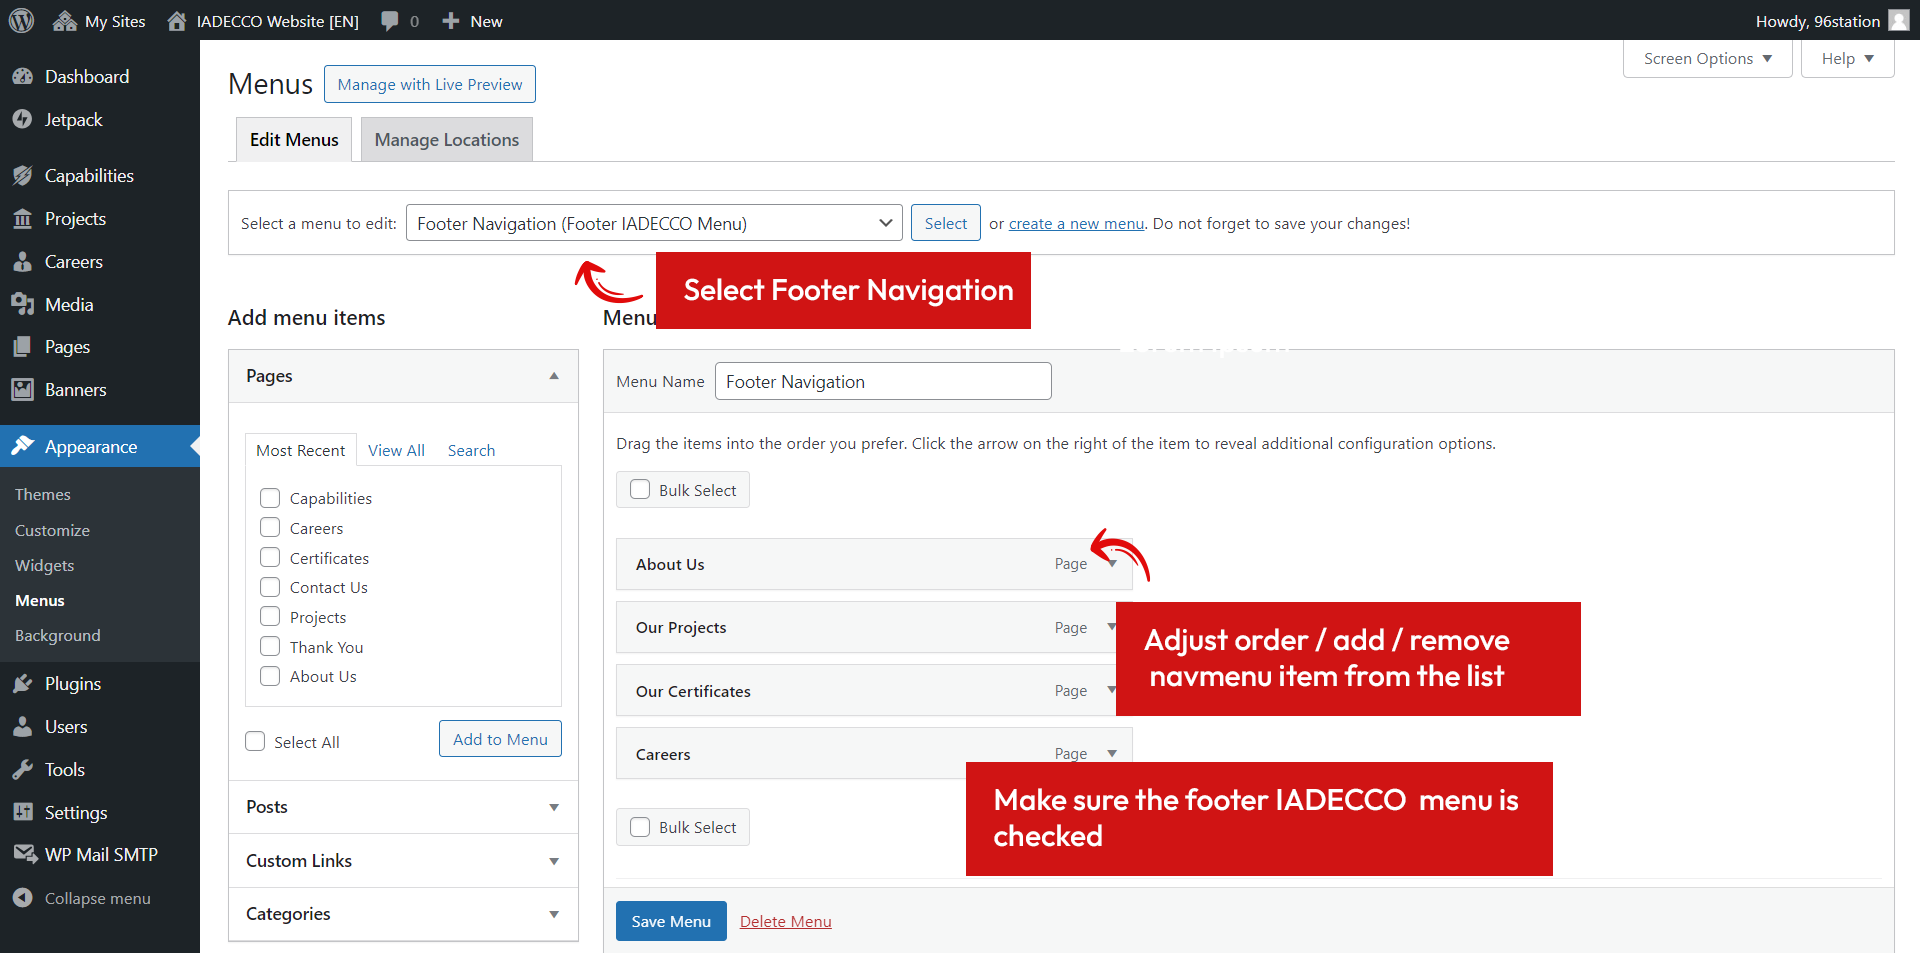 My Sites
IADECCO Website [EN]
0
New
Howdy, 96station
Dashboard
Jetpack
Capabilities
Projects
Careers
Media
Pages
Banners
Appearance
Themes
Customize
Widgets
Menus
Background
Plugins
Users
Tools
Settings
WP Mail SMTP
Collapse menu
Screen Options
Help
Menus
Manage with Live Preview
Edit Menus
Manage Locations
Select a menu to edit:
Footer Navigation (Footer IADECCO Menu)
Select
or create a new menu. Do not forget to save your changes!
Select Footer Navigation
Add menu items
Menu
Pages
Most Recent
View All
Search
Capabilities
Careers
Certificates
Contact Us
Projects
Thank You
About Us
Select All
Add to Menu
Posts
Custom Links
Categories
Menu Name
Footer Navigation
Drag the items into the order you prefer. Click the arrow on the right of the item to reveal additional configuration options.
Bulk Select
About Us
Page
Our Projects
Page
Our Certificates
Page
Careers
Page
Adjust order / add / remove
navmenu item from the list
Make sure the footer IADECCO menu is
checked
Bulk Select
Save Menu
Delete Menu